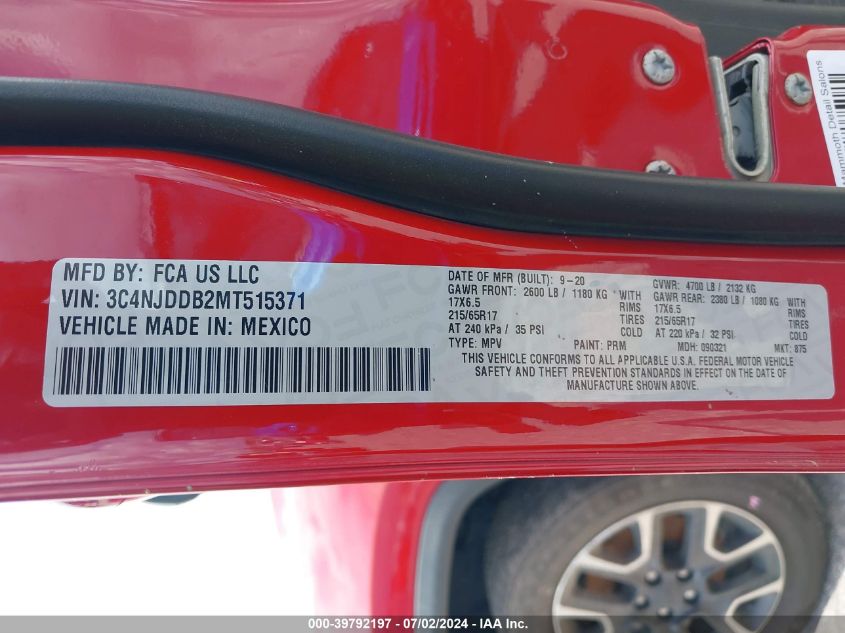 Mammoth Detail Salons
MFD BY: FCA US LLC
VIN: 3C4NJDDB2MT515371
VEHICLE MADE IN: MEXICO
DATE OF MFR (BUILT): 9-20 GVWR: 4700 LB / 2132 KG
GAWR FRONT: 2600 LB / 1180 KG GAWR REAR: 2380 LB / 1080 KG
17X6.5 RIMS 17X6.5 RIMS
215/65R17 TIRES 215/65R17 TIRES
AT 240 kPa / 35 PSI COLD AT 220 kPa / 32 PSI COLD
TYPE: MPV PAINT: PRM MDH: 090321 MKT: 875
THIS VEHICLE CONFORMS TO ALL APPLICABLE U.S.A. FEDERAL MOTOR VEHICLE
SAFETY AND THEFT PREVENTION STANDARDS IN EFFECT ON THE DATE OF
MANUFACTURE SHOWN ABOVE.
000-39792197 - 07/02/2024 - IAA Inc.